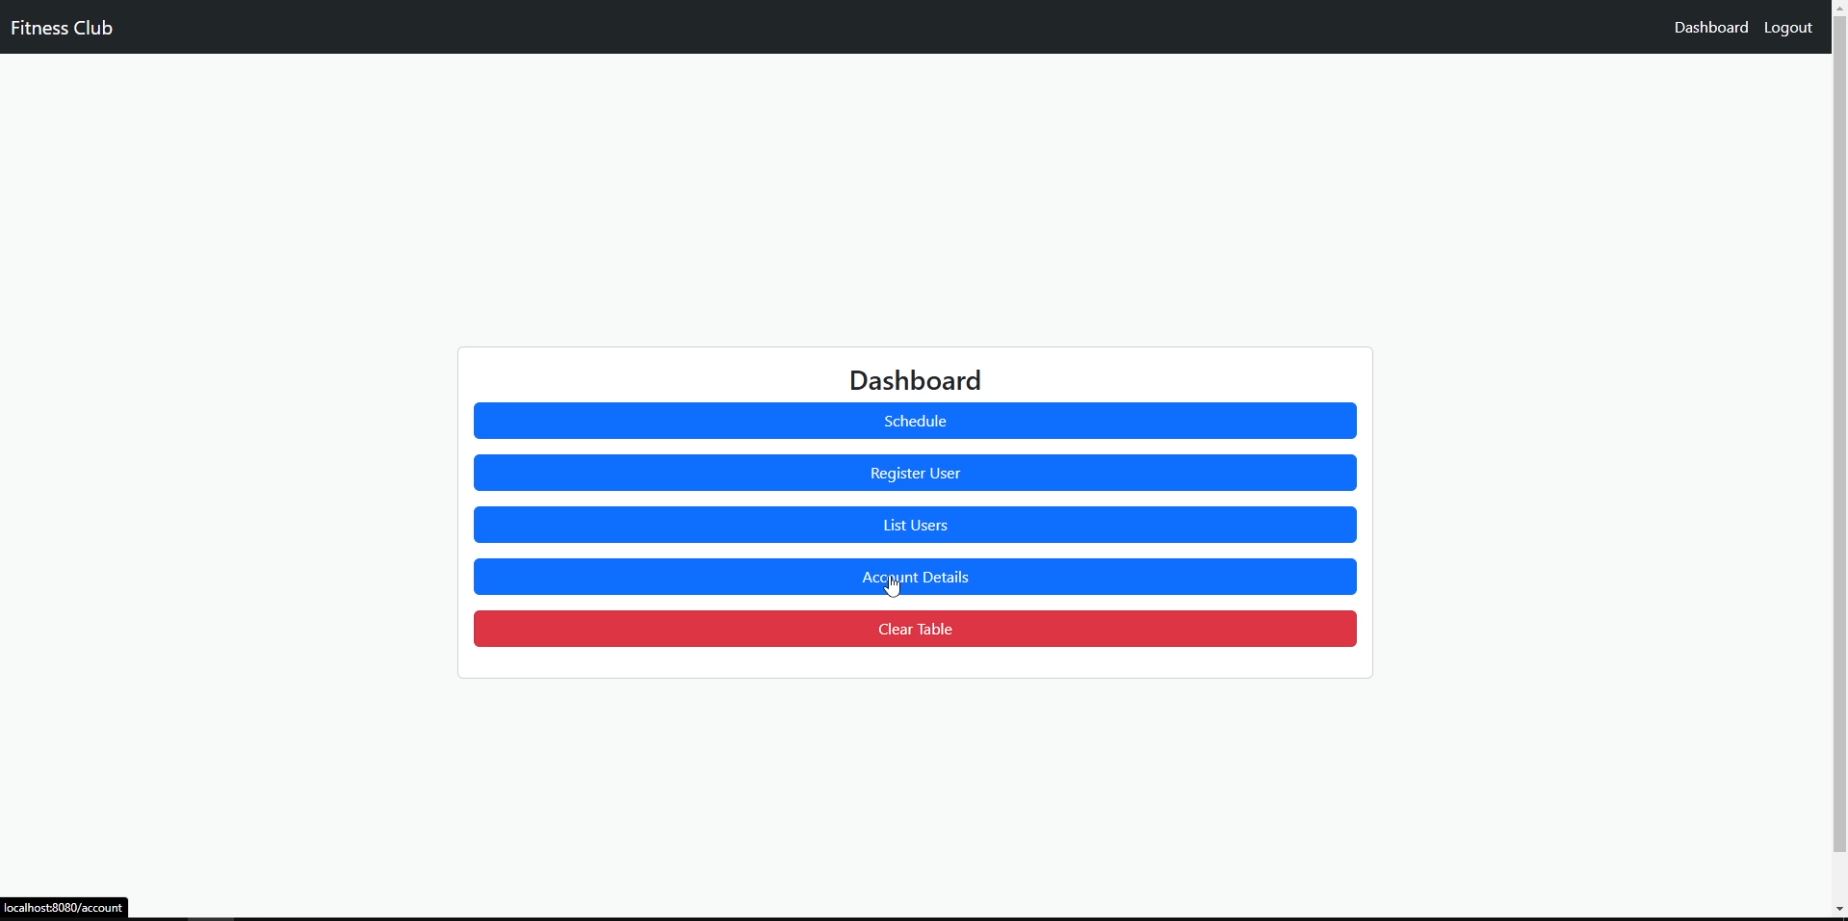 Fitness Club
Dashboard Logout
Dashboard
Schedule
Register User
List Users
Account Details
Clear Table
localhost:8080/account